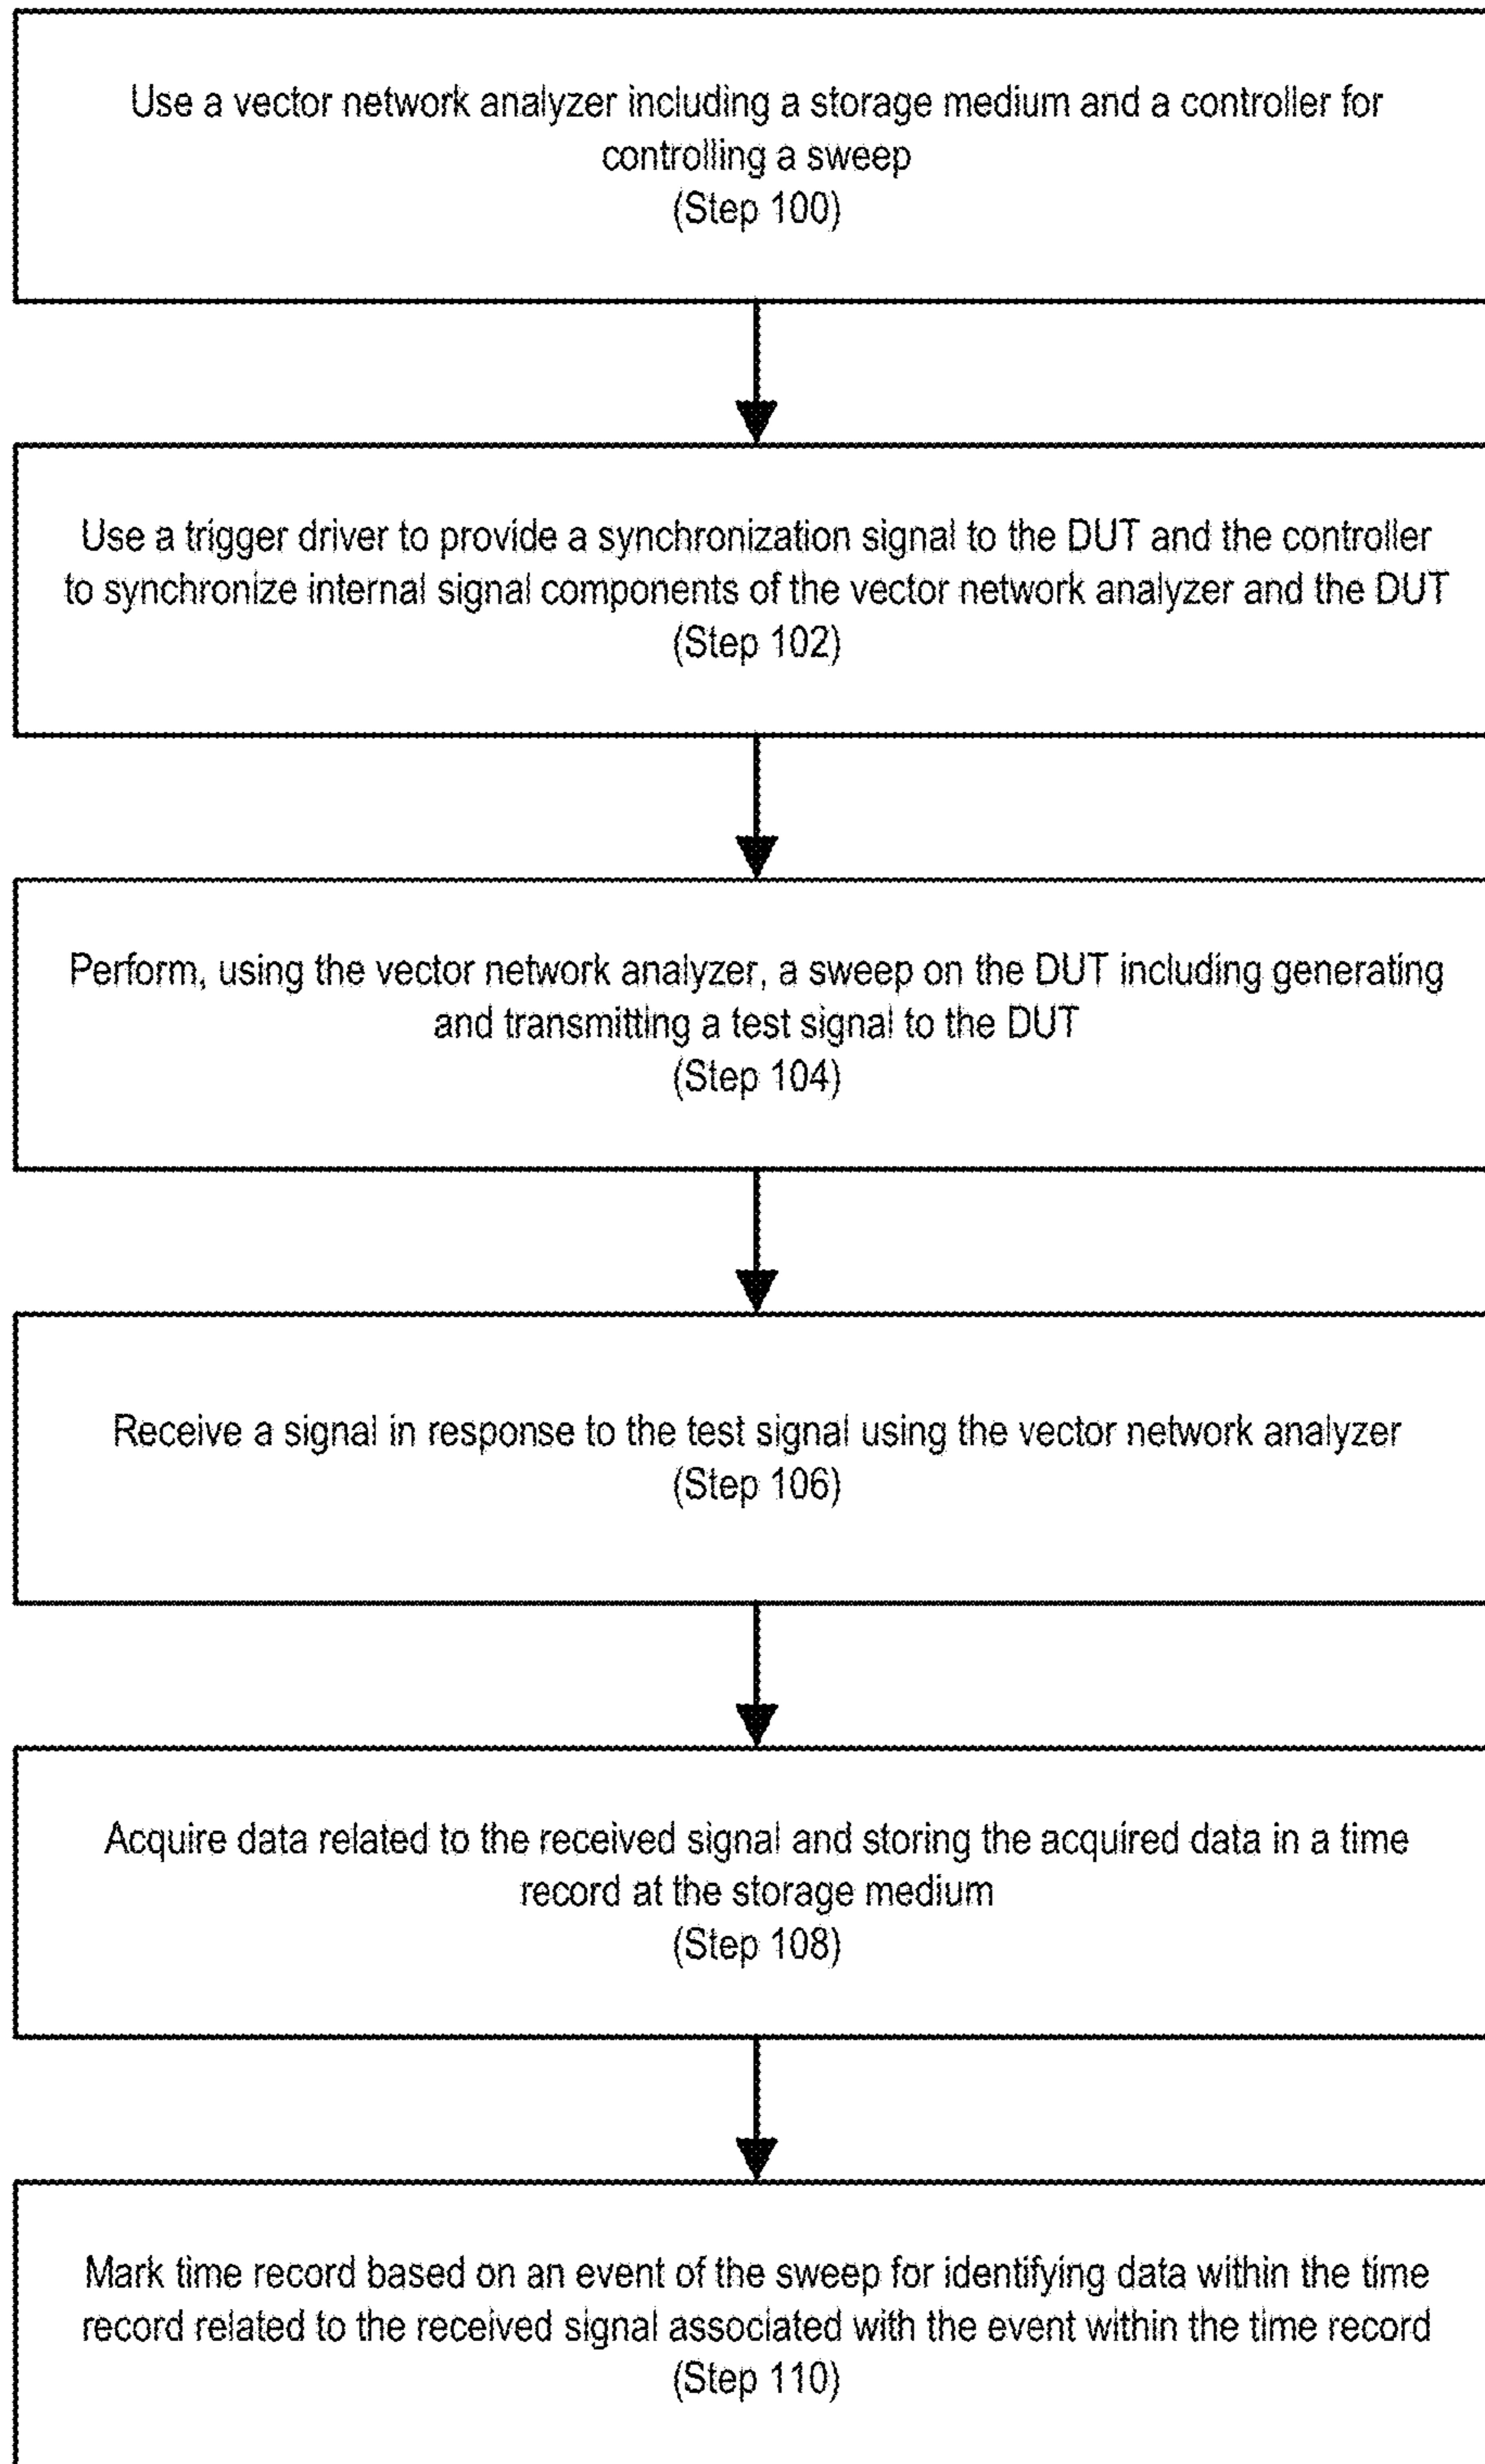 Use a vector network analyzer including a storage medium and a controller for
controlling a sweep
(Step 100)
Use a trigger driver to provide a synchronization signal to the DUT and the controller
to synchronize internal signal components of the vector network analyzer and the DUT
(Step 102)
Perform, using the vector network analyzer, a sweep on the DUT including generating
and transmitting a test signal to the DUT
(Step 104)
Receive a signal in response to the test signal using the vector network analyzer
(Step 106)
Acquire data related to the received signal and storing the acquired data in a time
record at the storage medium
(Step 108)
Mark time record based on an event of the sweep for identifying data within the time
record related to the received signal associated with the event within the time record
(Step 110)